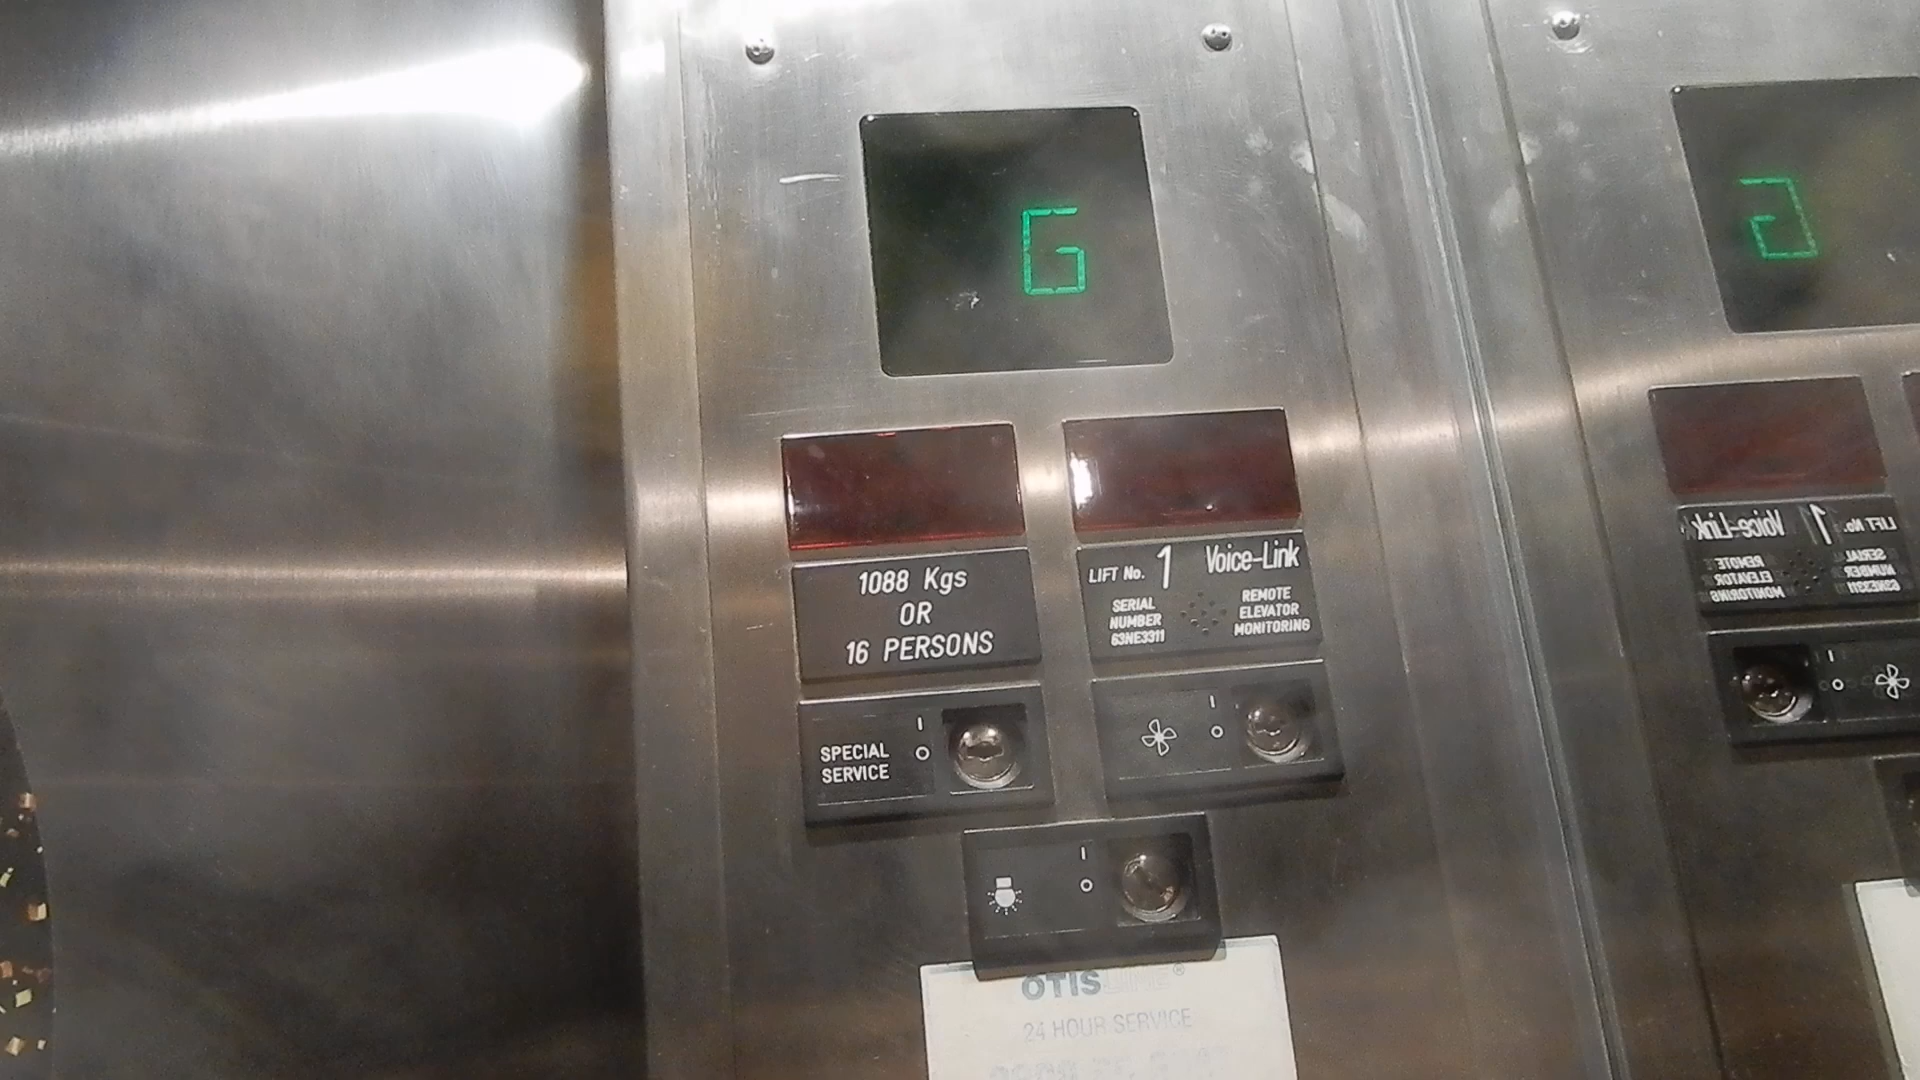 G
1088 Kgs
OR
16 PERSONS
LIFT No. 1
Voice-Link
SERIAL
NUMBER
63NE3311
REMOTE
ELEVATOR
MONITORING
I
O
SPECIAL
SERVICE
I
O
I
O
OTISLINE®
24 HOUR SERVICE